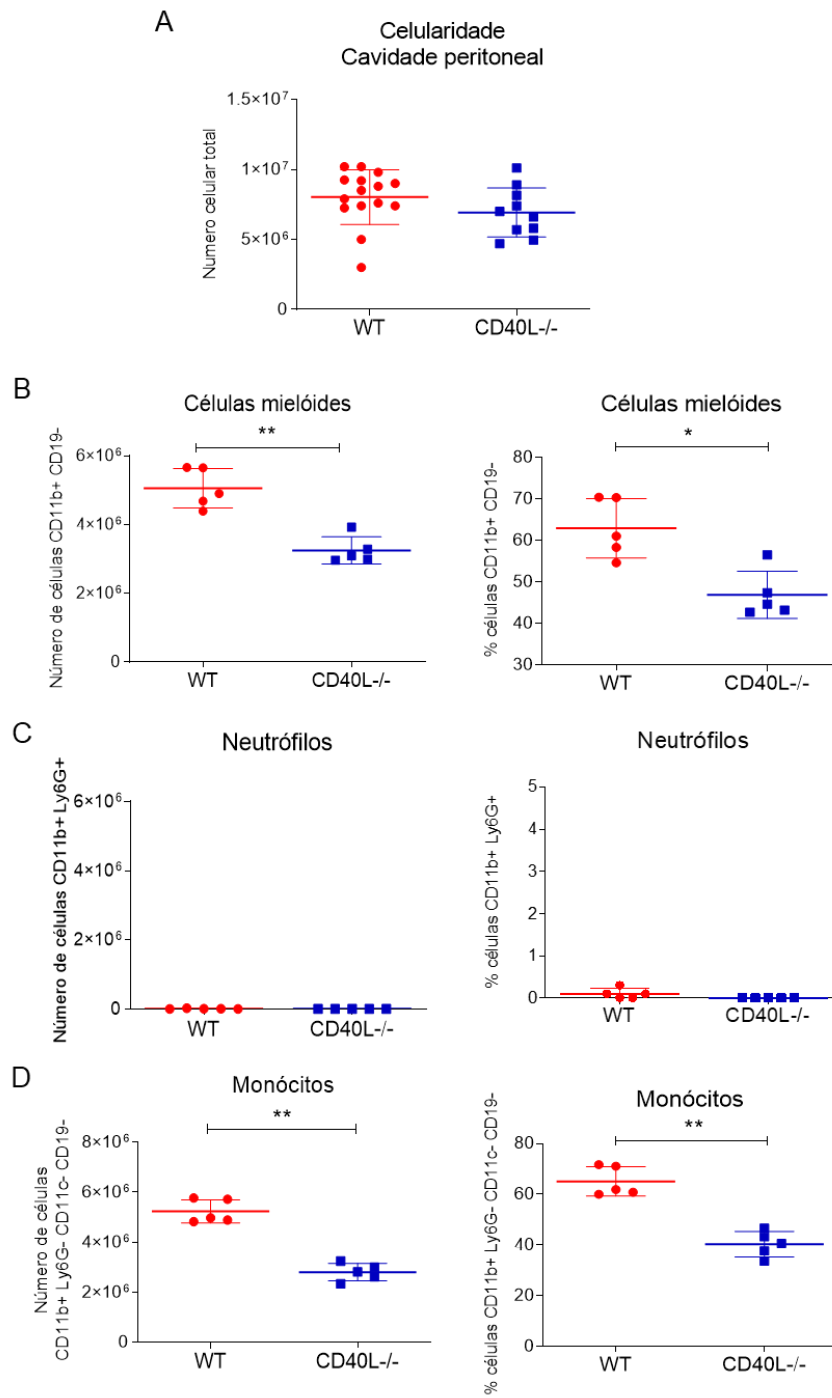 A
Celularidade
Cavidade peritoneal
Numero celular total
1.5×10⁷
1×10⁷
5×10⁶
0
WT
CD40L-/-
B
Células mielóides
Número de células CD11b+ CD19-
**
6×10⁶
4×10⁶
2×10⁶
0
WT
CD40L-/-
Células mielóides
% células CD11b+ CD19-
*
80
70
60
50
40
30
WT
CD40L-/-
C
Neutrófilos
Número de células CD11b+ Ly6G+
6×10⁶
4×10⁶
2×10⁶
0
WT
CD40L-/-
Neutrófilos
% células CD11b+ Ly6G+
5
4
3
2
1
0
WT
CD40L-/-
D
Monócitos
Número células
CD11b+ Ly6G- CD11c- CD19-
**
8×10⁶
6×10⁶
4×10⁶
2×10⁶
0
WT
CD40L-/-
Monócitos
% células CD11b+ Ly6G- CD11c- CD19-
**
80
60
40
20
0
WT
CD40L-/-